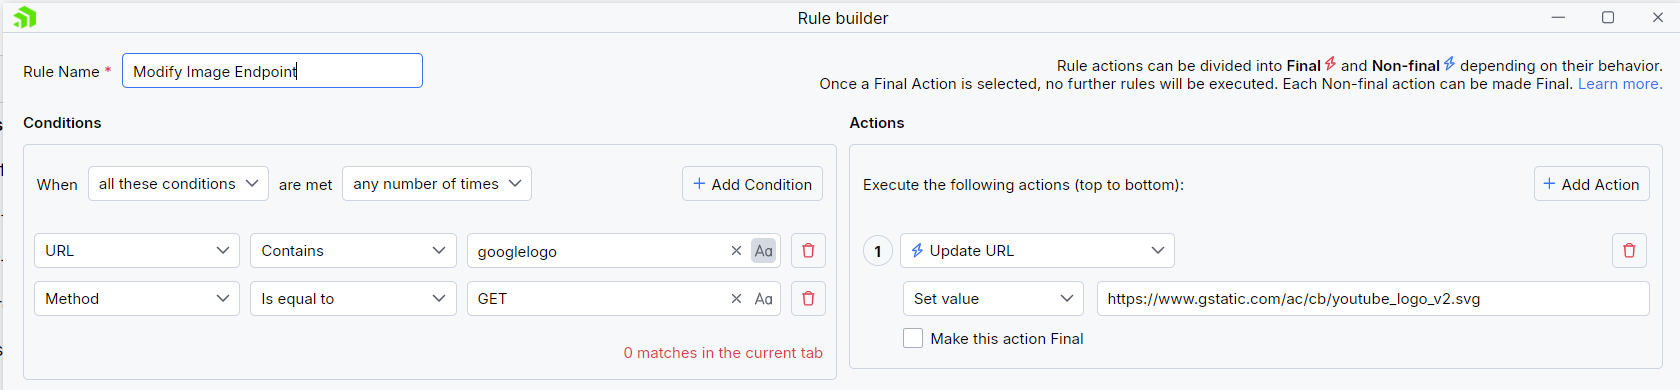 Rule builder
Rule Name * Modify Image Endpoint
Rule actions can be divided into Final and Non-final depending on their behavior.
Once a Final Action is selected, no further rules will be executed. Each Non-final action can be made Final. Learn more.
Conditions
Actions
When all these conditions are met any number of times + Add Condition
Execute the following actions (top to bottom): + Add Action
URL Contains googlelogo Aa
1 Update URL
Method Is equal to GET Aa
Set value https://www.gstatic.com/ac/cb/youtube_logo_v2.svg
Make this action Final
0 matches in the current tab